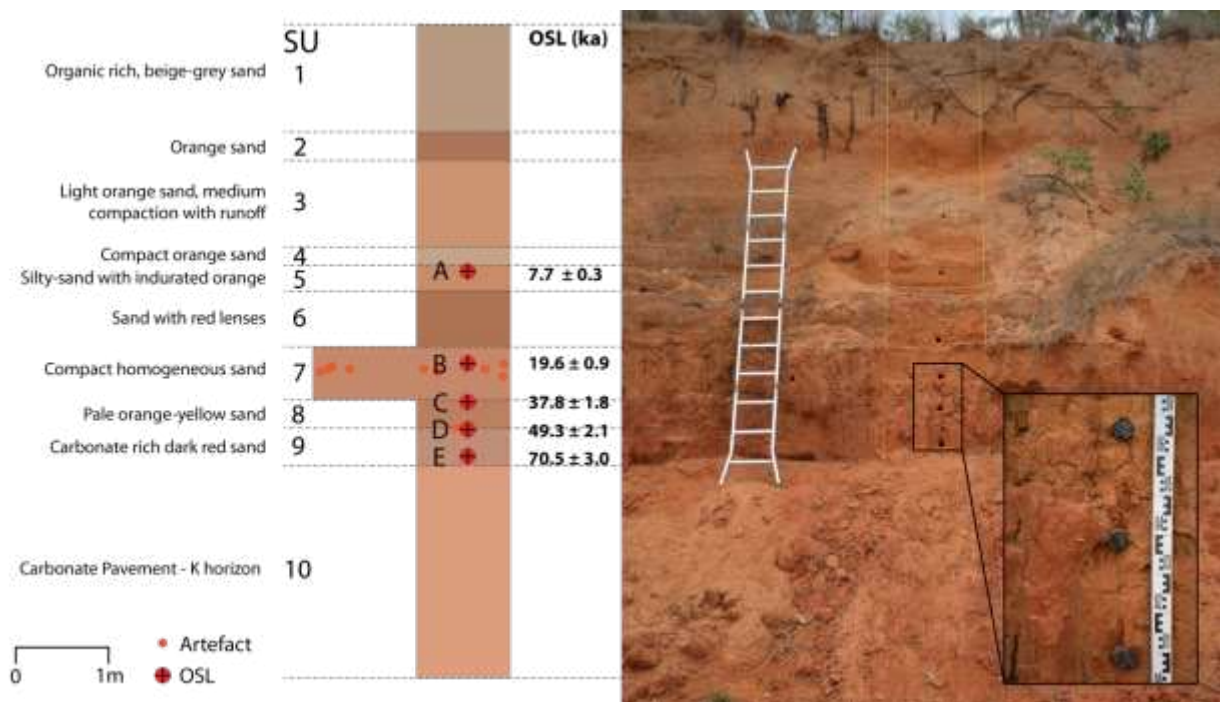 SU
OSL (ka)
Organic rich, beige-grey sand
1
Orange sand
2
Light orange sand, medium
compaction with runoff
3
Compact orange sand
4
Silty-sand with indurated orange
5
A
7.7 ± 0.3
Sand with red lenses
6
Compact homogeneous sand
7
B
19.6 ± 0.9
C
37.8 ± 1.8
Pale orange-yellow sand
8
D
49.3 ± 2.1
Carbonate rich dark red sand
9
E
70.5 ± 3.0
Carbonate Pavement - K horizon
10
Artefact
OSL
0
1m